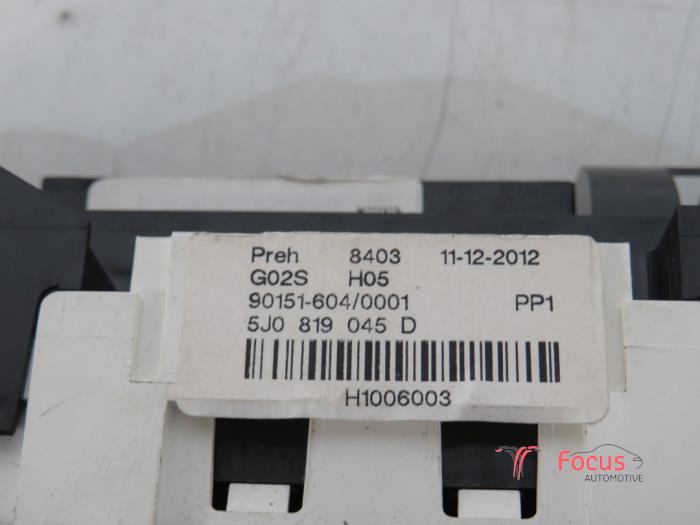 Preh 8403 11-12-2012
G02S H05
90151-604/0001 PP1
5J0 819 045 D
H1006003
Focus
AUTOMOTIVE